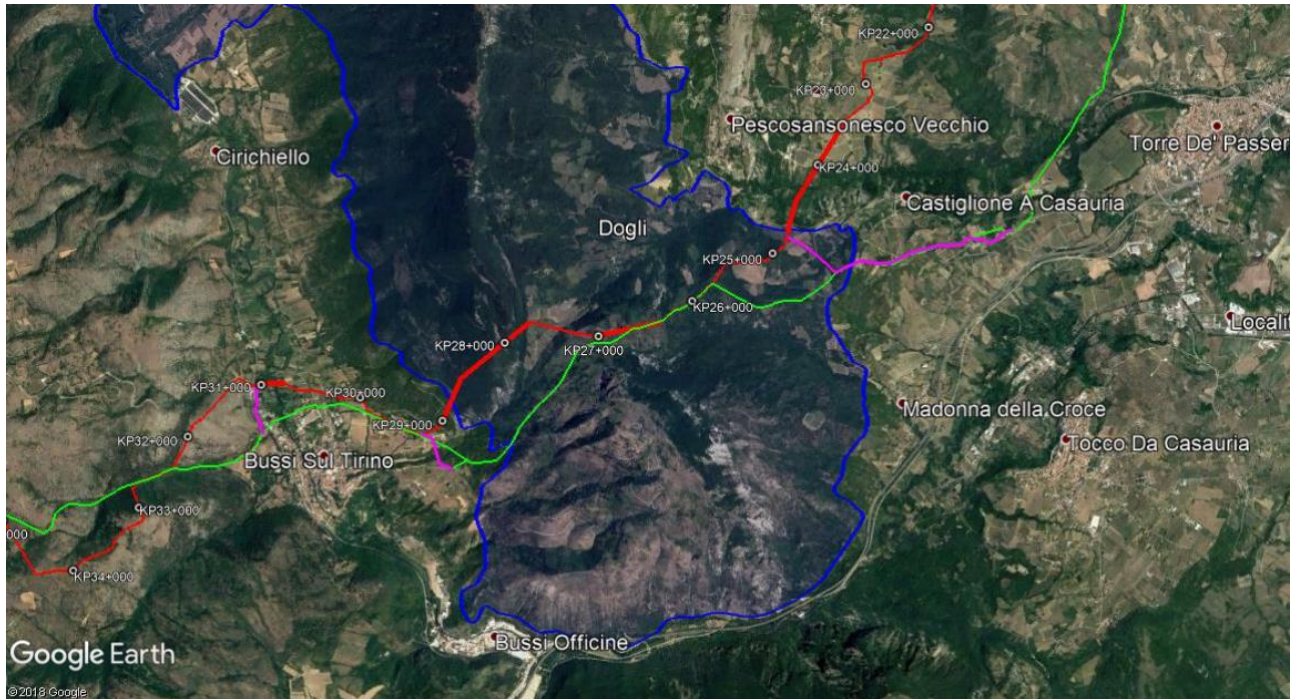 KP22+000
KP23+000
Pescosansonesco Vecchio
Torre De' Passer
Cirichiello
KP24+000
Castiglione A Casauria
Dogli
KP25+000
KP26+000
Localit
KP28+000
KP27+000
KP31+000
KP30+000
Madonna della Croce
KP29+000
KP32+000
Tocco Da Casauria
Bussi Sul Tirino
KP33+000
000
KP34+000
Bussi Officine
Google Earth
©2018 Google